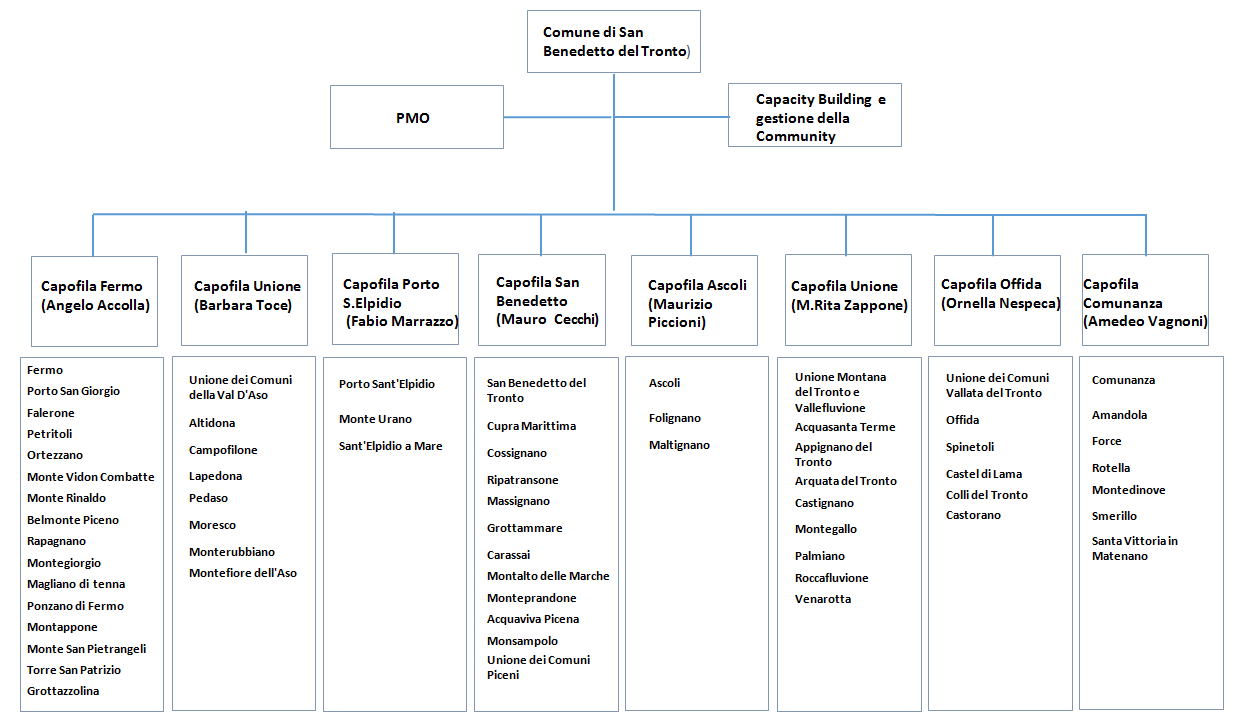 Comune di San
Benedetto del Tronto)
PMO
Capacity Building e
gestione della
Community
Capofila Fermo
(Angelo Accolla)
Capofila Unione
(Barbara Toce)
Capofila Porto
S.Elpidio
(Fabio Marrazzo)
Capofila San
Benedetto
(Mauro Cecchi)
Capofila Ascoli
(Maurizio
Piccioni)
Capofila Unione
(M.Rita Zappone)
Capofila Offida
(Ornella Nespeca)
Capofila
Comunanza
(Amedeo Vagnoni)
Fermo
Porto San Giorgio
Falerone
Petritoli
Ortezzano
Monte Vidon Combatte
Monte Rinaldo
Belmonte Piceno
Rapagnano
Montegiorgio
Magliano di tenna
Ponzano di Fermo
Montappone
Monte San Pietrangeli
Torre San Patrizio
Grottazzolina
Unione dei Comuni
della Val D'Aso
Altidona
Campofilone
Lapedona
Pedaso
Moresco
Monterubbiano
Montefiore dell'Aso
Porto Sant'Elpidio
Monte Urano
Sant'Elpidio a Mare
San Benedetto del
Tronto
Cupra Marittima
Cossignano
Ripatransone
Massignano
Grottammare
Carassai
Montalto delle Marche
Monteprandone
Acquaviva Picena
Monsampolo
Unione dei Comuni
Piceni
Ascoli
Folignano
Maltignano
Unione Montana
del Tronto e
Vallefluvione
Acquasanta Terme
Appignano del
Tronto
Arquata del Tronto
Castignano
Montegallo
Palmiano
Roccafluvione
Venarotta
Unione dei Comuni
Vallata del Tronto
Offida
Spinetoli
Castel di Lama
Colli del Tronto
Castorano
Comunanza
Amandola
Force
Rotella
Montedinove
Smerillo
Santa Vittoria in
Matenano